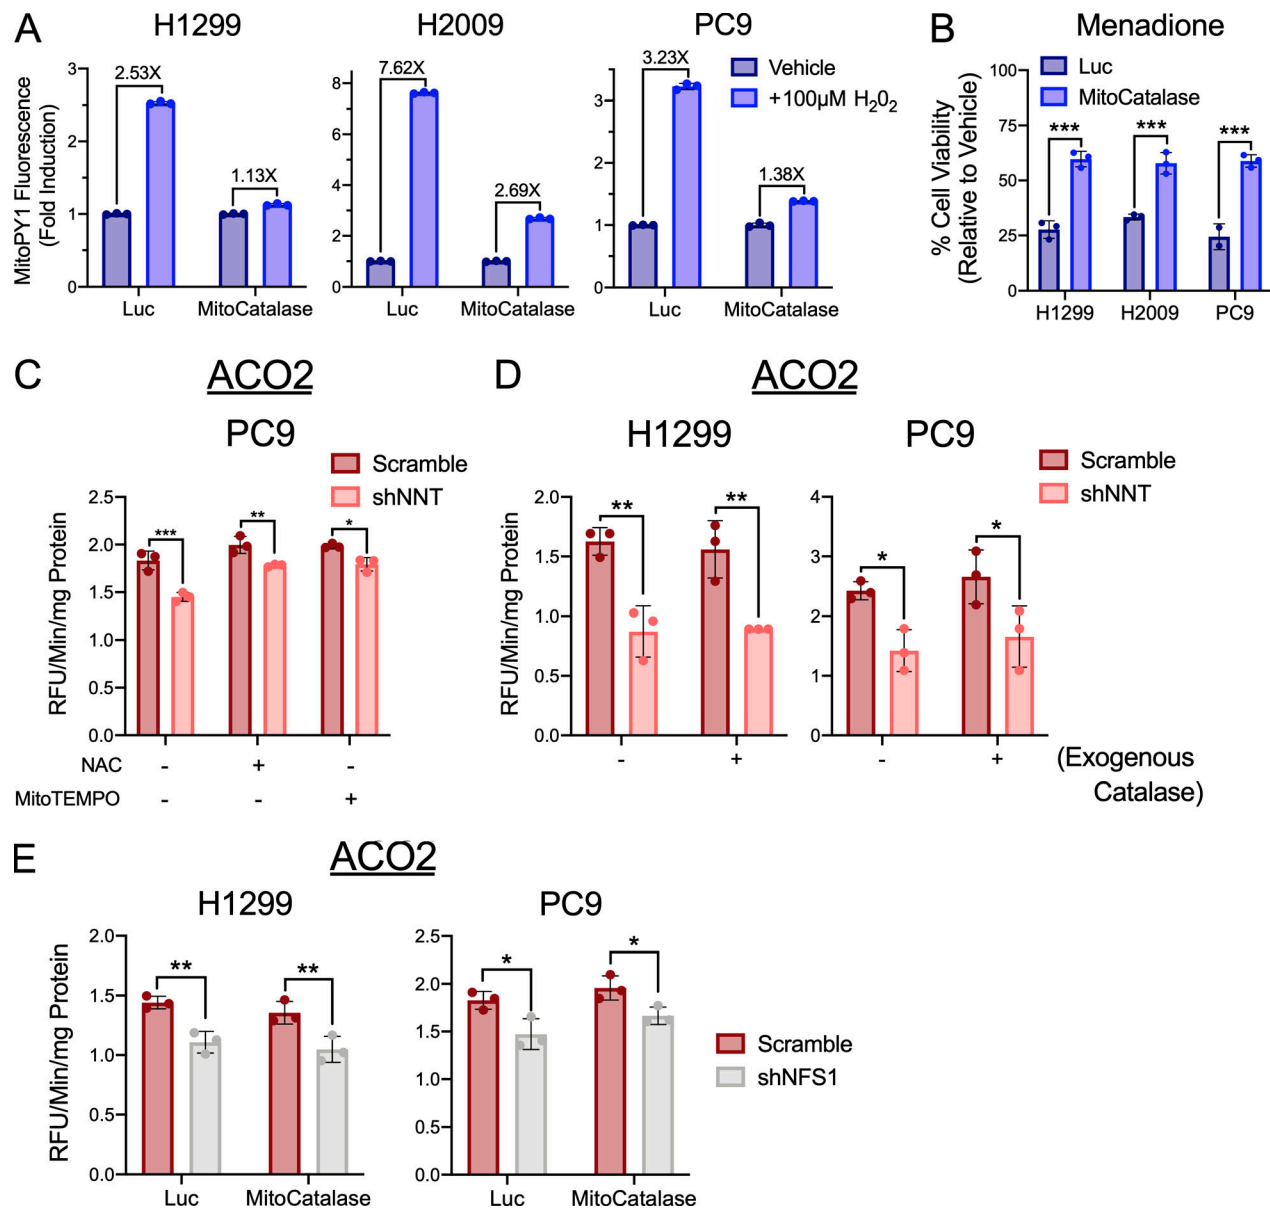 A
H1299
H2009
PC9
B
Menadione
MitoPY1 Fluorescence
(Fold Induction)
3
2
1
0
2.53X
1.13X
Luc
MitoCatalase
8
6
4
2
1
0
7.62X
2.69X
Luc
MitoCatalase
3
2
1
0
3.23X
1.38X
Luc
MitoCatalase
Vehicle
+100µM H₂0₂
% Cell Viability
(Relative to Vehicle)
100
75
50
25
0
Luc
MitoCatalase
***
***
***
H1299
H2009
PC9
C
ACO2
PC9
Scramble
shNNT
RFU/Min/mg Protein
2.5
2.0
1.5
1.0
0.5
0.0
***
**
*
NAC - + -
MitoTEMPO - - +
D
ACO2
H1299
PC9
Scramble
shNNT
RFU/Min/mg Protein
2.0
1.5
1.0
0.5
0.0
**
**
- +
4
3
2
1
0
*
*
- +
(Exogenous
Catalase)
E
ACO2
H1299
PC9
RFU/Min/mg Protein
2.0
1.5
1.0
0.5
0.0
**
**
Luc
MitoCatalase
2.5
2.0
1.5
1.0
0.5
0.0
*
*
Luc
MitoCatalase
Scramble
shNFS1